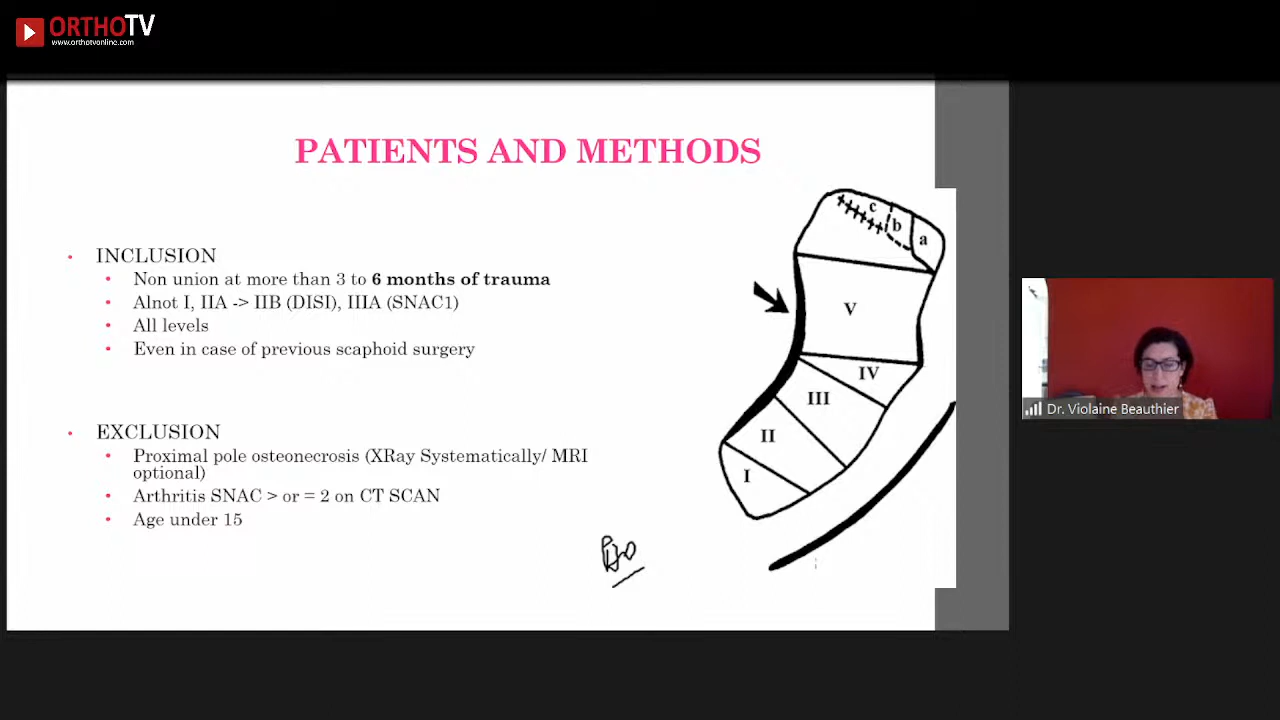 ORTHOTV
www.orthotvonline.com
PATIENTS AND METHODS
• INCLUSION
• Non union at more than 3 to 6 months of trauma
• Alnot I, IIA -> IIB (DISI), IIIA (SNAC1)
• All levels
• Even in case of previous scaphoid surgery
• EXCLUSION
• Proximal pole osteonecrosis (XRay Systematically/ MRI
optional)
• Arthritis SNAC > or = 2 on CT SCAN
• Age under 15
c
b
a
V
IV
III
II
I
Dr. Violaine Beauthier